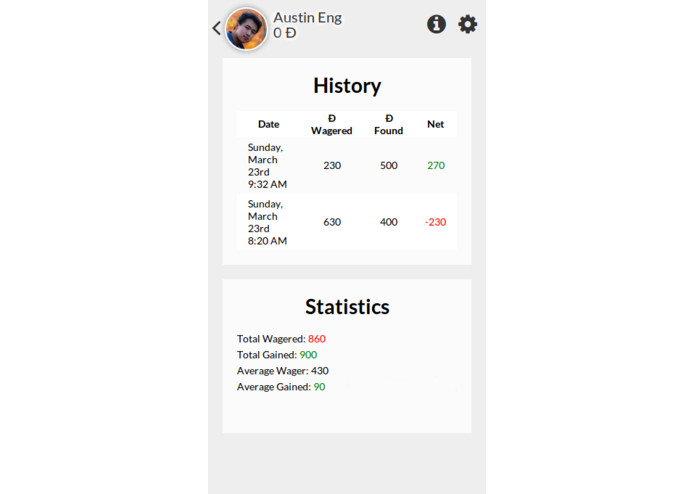 Austin Eng
0 Đ
History
Date Đ Wagered Đ Found Net
Sunday, March 23rd 9:32 AM 230 500 270
Sunday, March 23rd 8:20 AM 630 400 -230
Statistics
Total Wagered: 860
Total Gained: 900
Average Wager: 430
Average Gained: 90